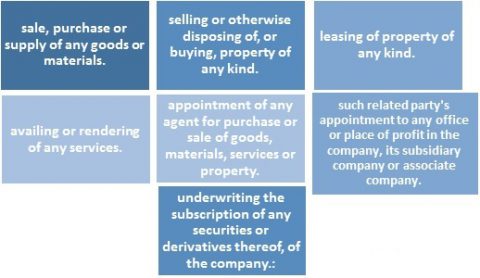 sale, purchase or
supply of any goods or
materials.
selling or otherwise
disposing of, or
buying, property of
any kind.
leasing of property of
any kind.
availing or rendering
of any services.
appointment of any
agent for purchase or
sale of goods,
materials, services or
property.
such related party's
appointment to any office
or place of profit in the
company, its subsidiary
company or associate
company.
underwriting the
subscription of any
securities or
derivatives thereof, of
the company.: